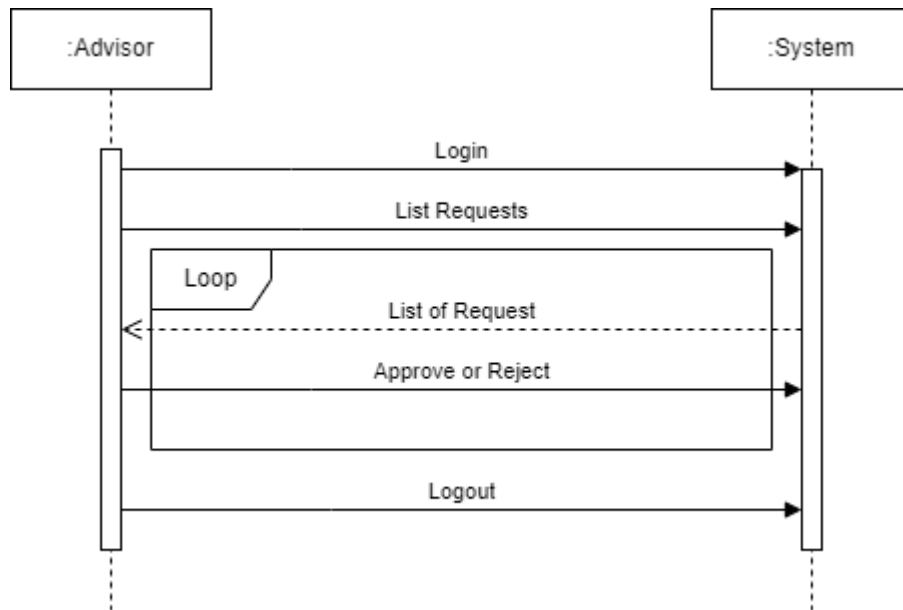 :Advisor
:System
Login
List Requests
Loop
List of Request
Approve or Reject
Logout